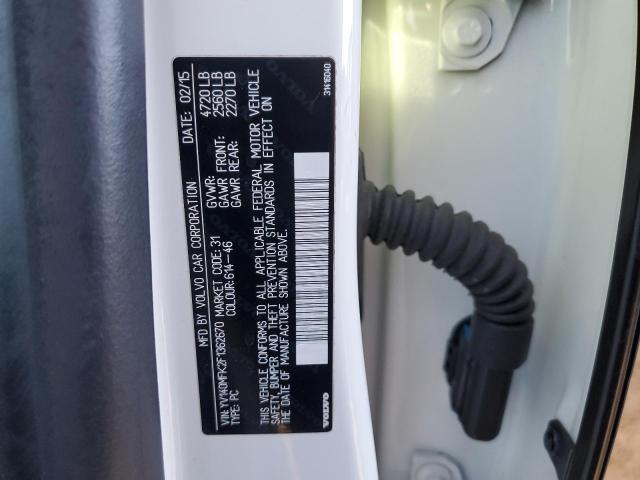 MFD BY VOLVO CAR CORPORATION DATE: 02/15
VIN: YV140MFK2F1362670 MARKET CODE: 31 GVWR: 4720 LB
TYPE: PC COLOUR: 614-46 GAWR FRONT: 2560 LB
GAWR REAR: 2270 LB
THIS VEHICLE CONFORMS TO ALL APPLICABLE FEDERAL MOTOR VEHICLE
SAFETY, BUMPER AND THEFT PREVENTION STANDARDS IN EFFECT ON
THE DATE OF MANUFACTURE SHOWN ABOVE.
VOLVO 31416040